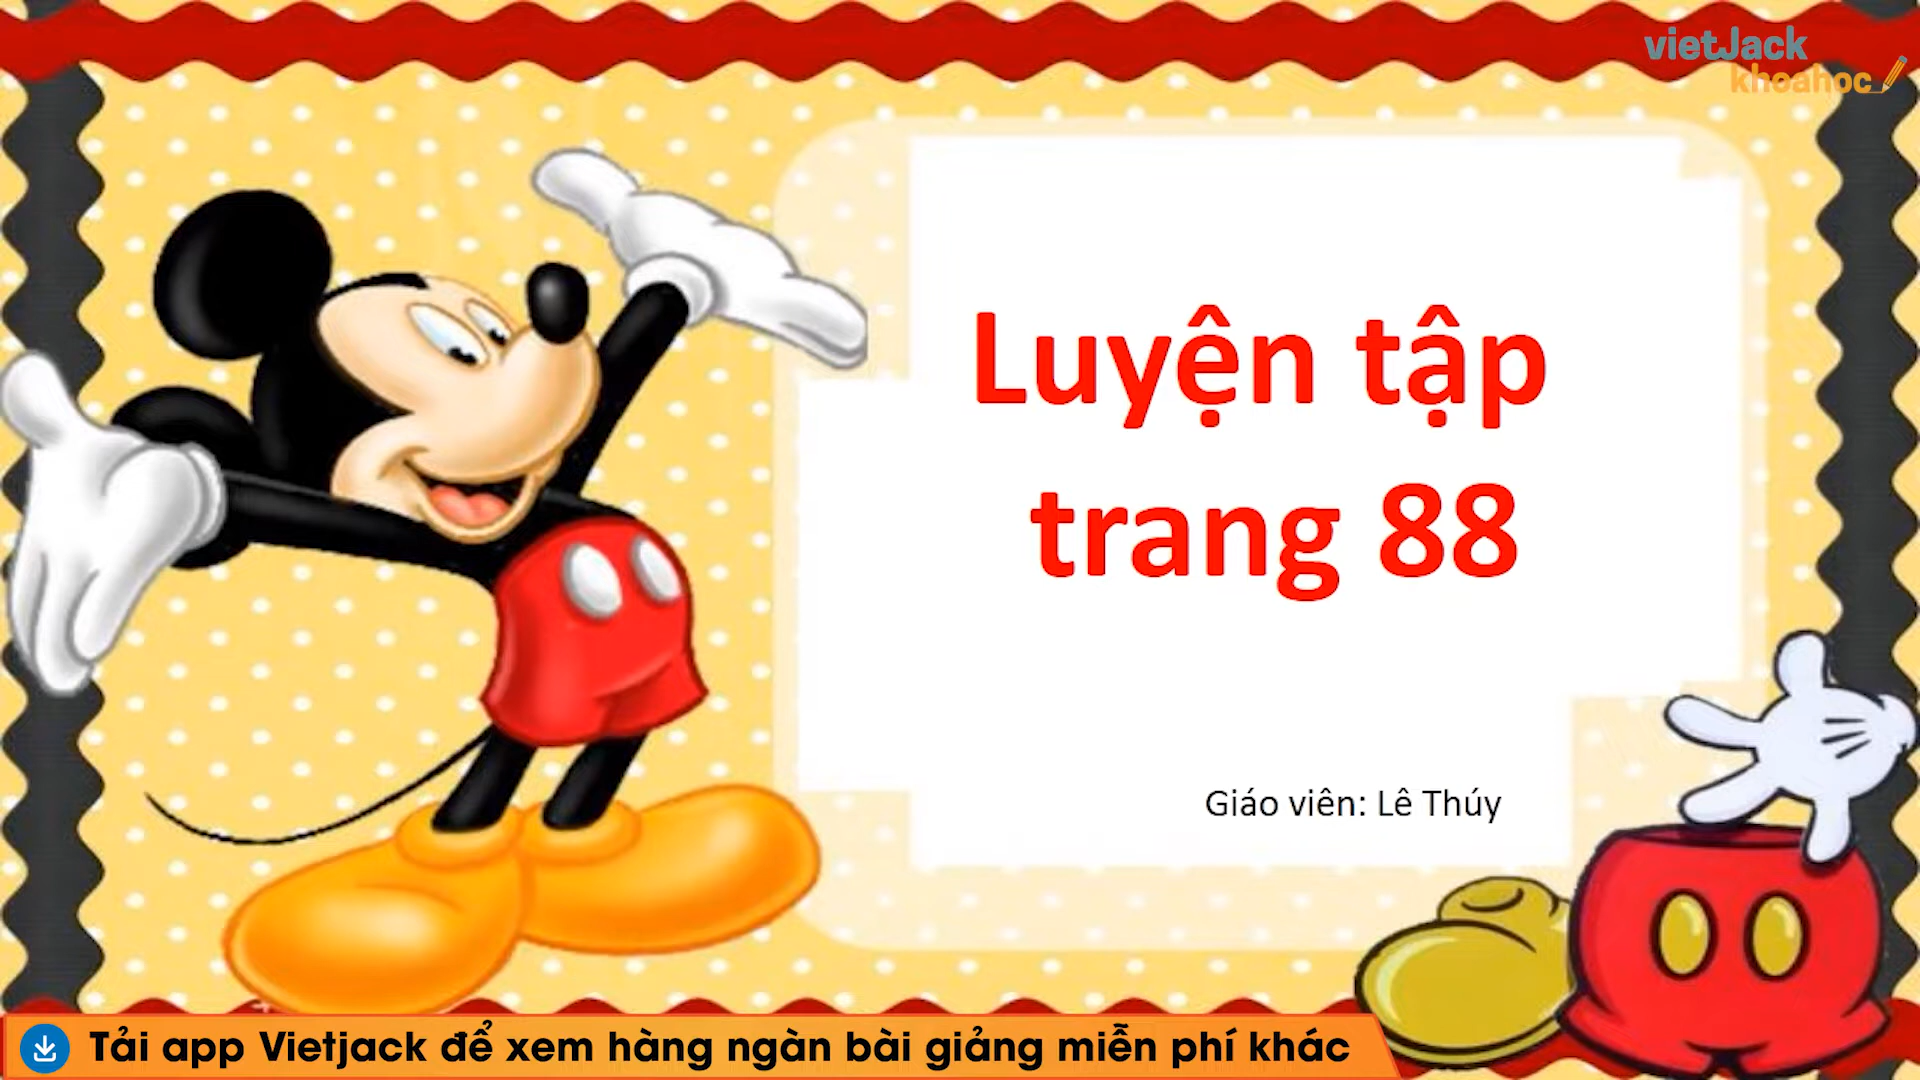 vietJack
khoahoc
Luyện tập
trang 88
Giáo viên: Lê Thúy
Tải app Vietjack để xem hàng ngàn bài giảng miễn phí khác